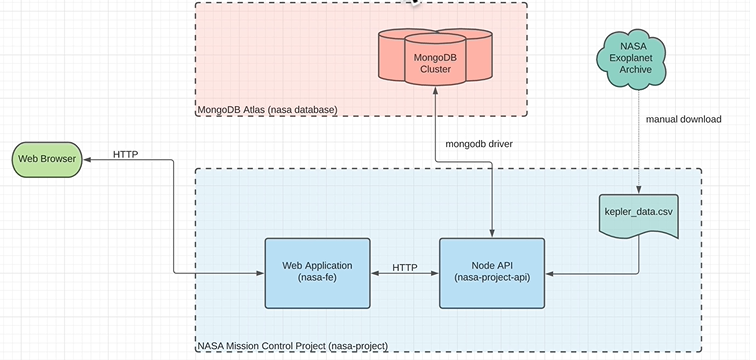 MongoDB
Cluster
MongoDB Atlas (nasa database)
NASA
Exoplanet
Archive
manual download
mongodb driver
Web Browser
HTTP
kepler_data.csv
Web Application
(nasa-fe)
HTTP
Node API
(nasa-project-api)
NASA Mission Control Project (nasa-project)